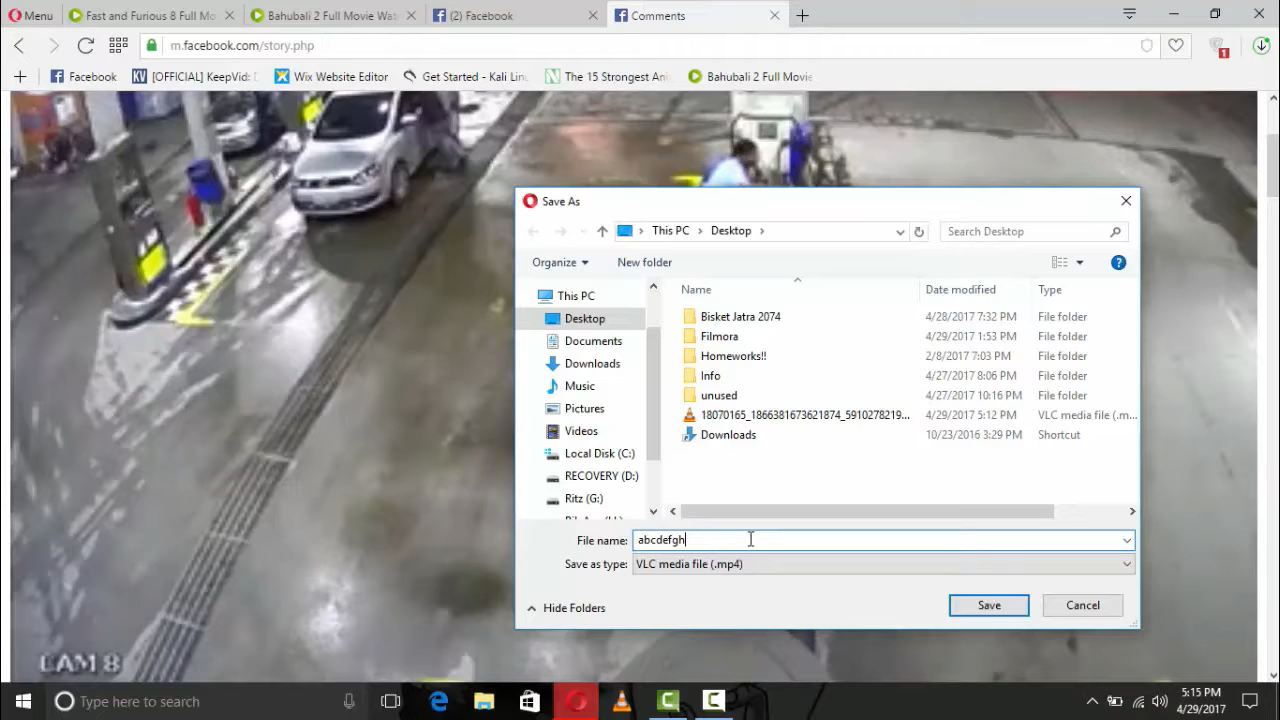 Menu
Fast and Furious 8 Full Mo
Bahubali 2 Full Movie Wat
(2) Facebook
Comments
m.facebook.com/story.php
1
Facebook
KV [OFFICIAL] KeepVid: D
Wix Website Editor
Get Started - Kali Linu
N The 15 Strongest Ani
Bahubali 2 Full Movie
Save As
This PC > Desktop >
Search Desktop
Organize
New folder
?
This PC
Desktop
Documents
Downloads
Music
Pictures
Videos
Local Disk (C:)
RECOVERY (D:)
Ritz (G:)
Name
Date modified
Type
Bisket Jatra 2074 4/28/2017 7:32 PM File folder
Filmora 4/29/2017 1:53 PM File folder
Homeworks!! 2/8/2017 7:03 PM File folder
Info 4/27/2017 8:06 PM File folder
unused 4/27/2017 10:16 PM File folder
18070165_1866381673621874_5910278219... 4/29/2017 5:12 PM VLC media file (.m...
Downloads 10/23/2016 3:29 PM Shortcut
File name: abcdefgh
Save as type: VLC media file (.mp4)
Hide Folders
Save
Cancel
CAM 8
Type here to search
5:15 PM
4/29/2017